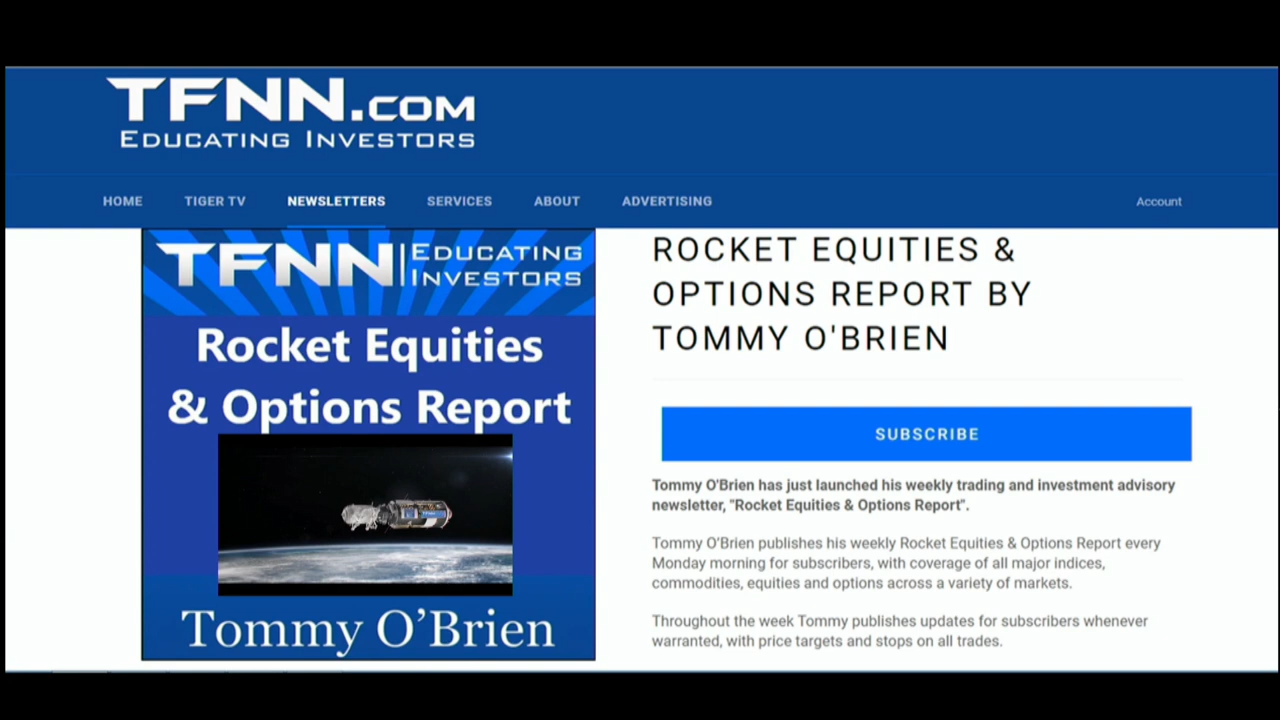 TFNN.COM
EDUCATING INVESTORS
HOME TIGER TV NEWSLETTERS SERVICES ABOUT ADVERTISING Account
TFNN|EDUCATING
INVESTORS
Rocket Equities
& Options Report
Tommy O’Brien
ROCKET EQUITIES &
OPTIONS REPORT BY
TOMMY O'BRIEN
SUBSCRIBE
Tommy O'Brien has just launched his weekly trading and investment advisory
newsletter, "Rocket Equities & Options Report".
Tommy O’Brien publishes his weekly Rocket Equities & Options Report every
Monday morning for subscribers, with coverage of all major indices,
commodities, equities and options across a variety of markets.
Throughout the week Tommy publishes updates for subscribers whenever
warranted, with price targets and stops on all trades.